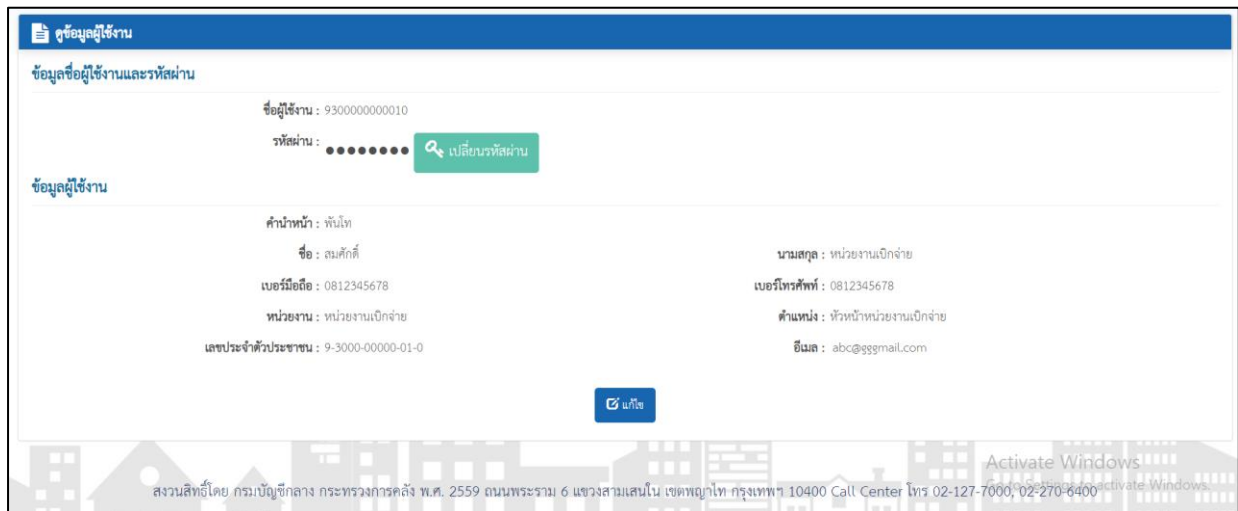 ดูข้อมูลผู้ใช้งาน
ข้อมูลชื่อผู้ใช้งานและรหัสผ่าน
ชื่อผู้ใช้งาน : 9300000000010
รหัสผ่าน : ●●●●●●●● เปลี่ยนรหัสผ่าน
ข้อมูลผู้ใช้งาน
คำนำหน้า : พันโท
ชื่อ : สมศักดิ์ นามสกุล : หน่วยงานเบิกจ่าย
เบอร์มือถือ : 0812345678 เบอร์โทรศัพท์ : 0812345678
หน่วยงาน : หน่วยงานเบิกจ่าย ตำแหน่ง : หัวหน้าหน่วยงานเบิกจ่าย
เลขประจำตัวประชาชน : 9-3000-00000-01-0 อีเมล : abc@gggmail.com
แก้ไข
Activate Windows
สงวนสิทธิ์โดย กรมบัญชีกลาง กระทรวงการคลัง พ.ศ. 2559 ถนนพระราม 6 แขวงสามเสนใน เขตพญาไท กรุงเทพฯ 10400 Call Center โทร 02-127-7000, 02-270-6400
Go to Settings to activate Windows.